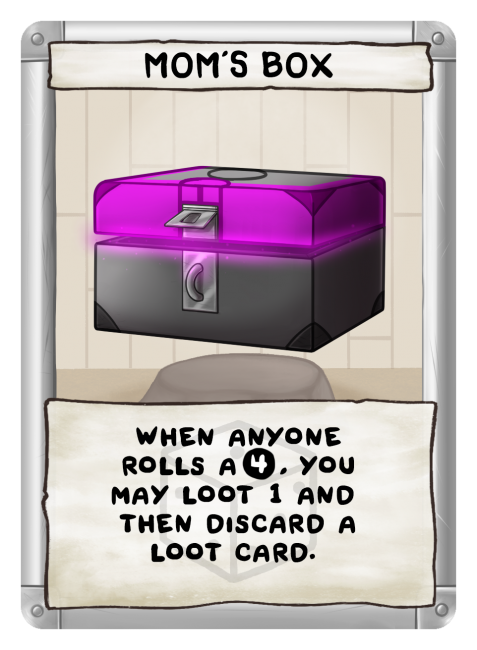 MOM'S BOX
WHEN ANYONE
ROLLS A 4, YOU
MAY LOOT 1 AND
THEN DISCARD A
LOOT CARD.